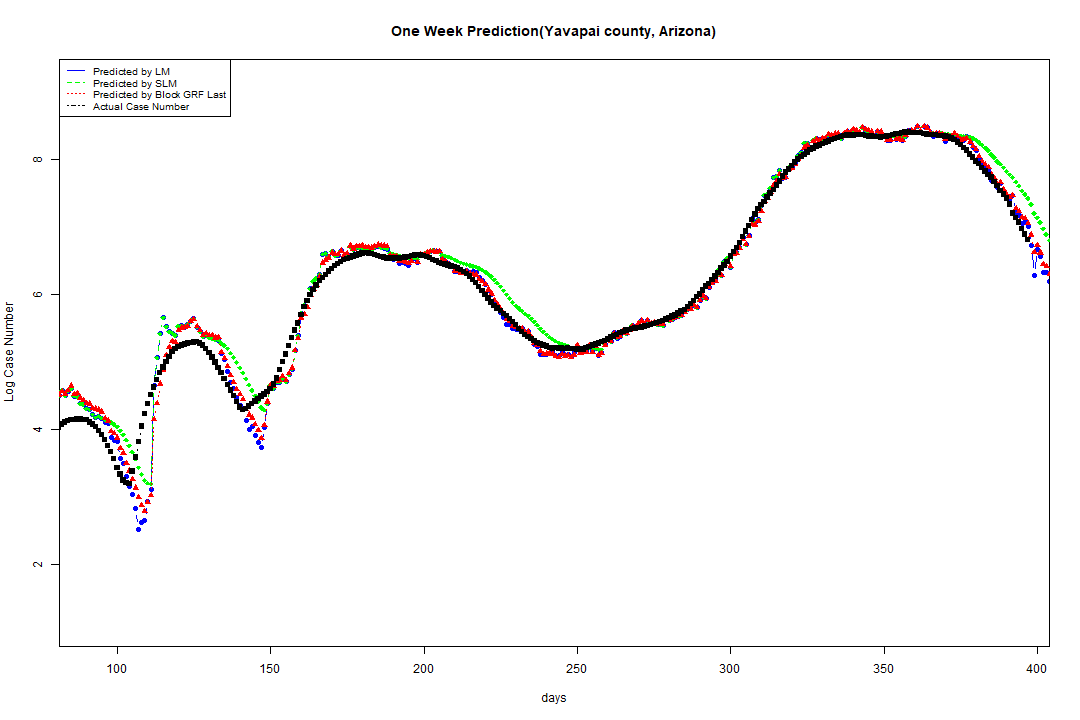 One Week Prediction(Yavapai county, Arizona)
Predicted by LM
Predicted by SLM
Predicted by Block GRF Last
Actual Case Number
8
6
4
2
Log Case Number
100 150 200 250 300 350 400
days